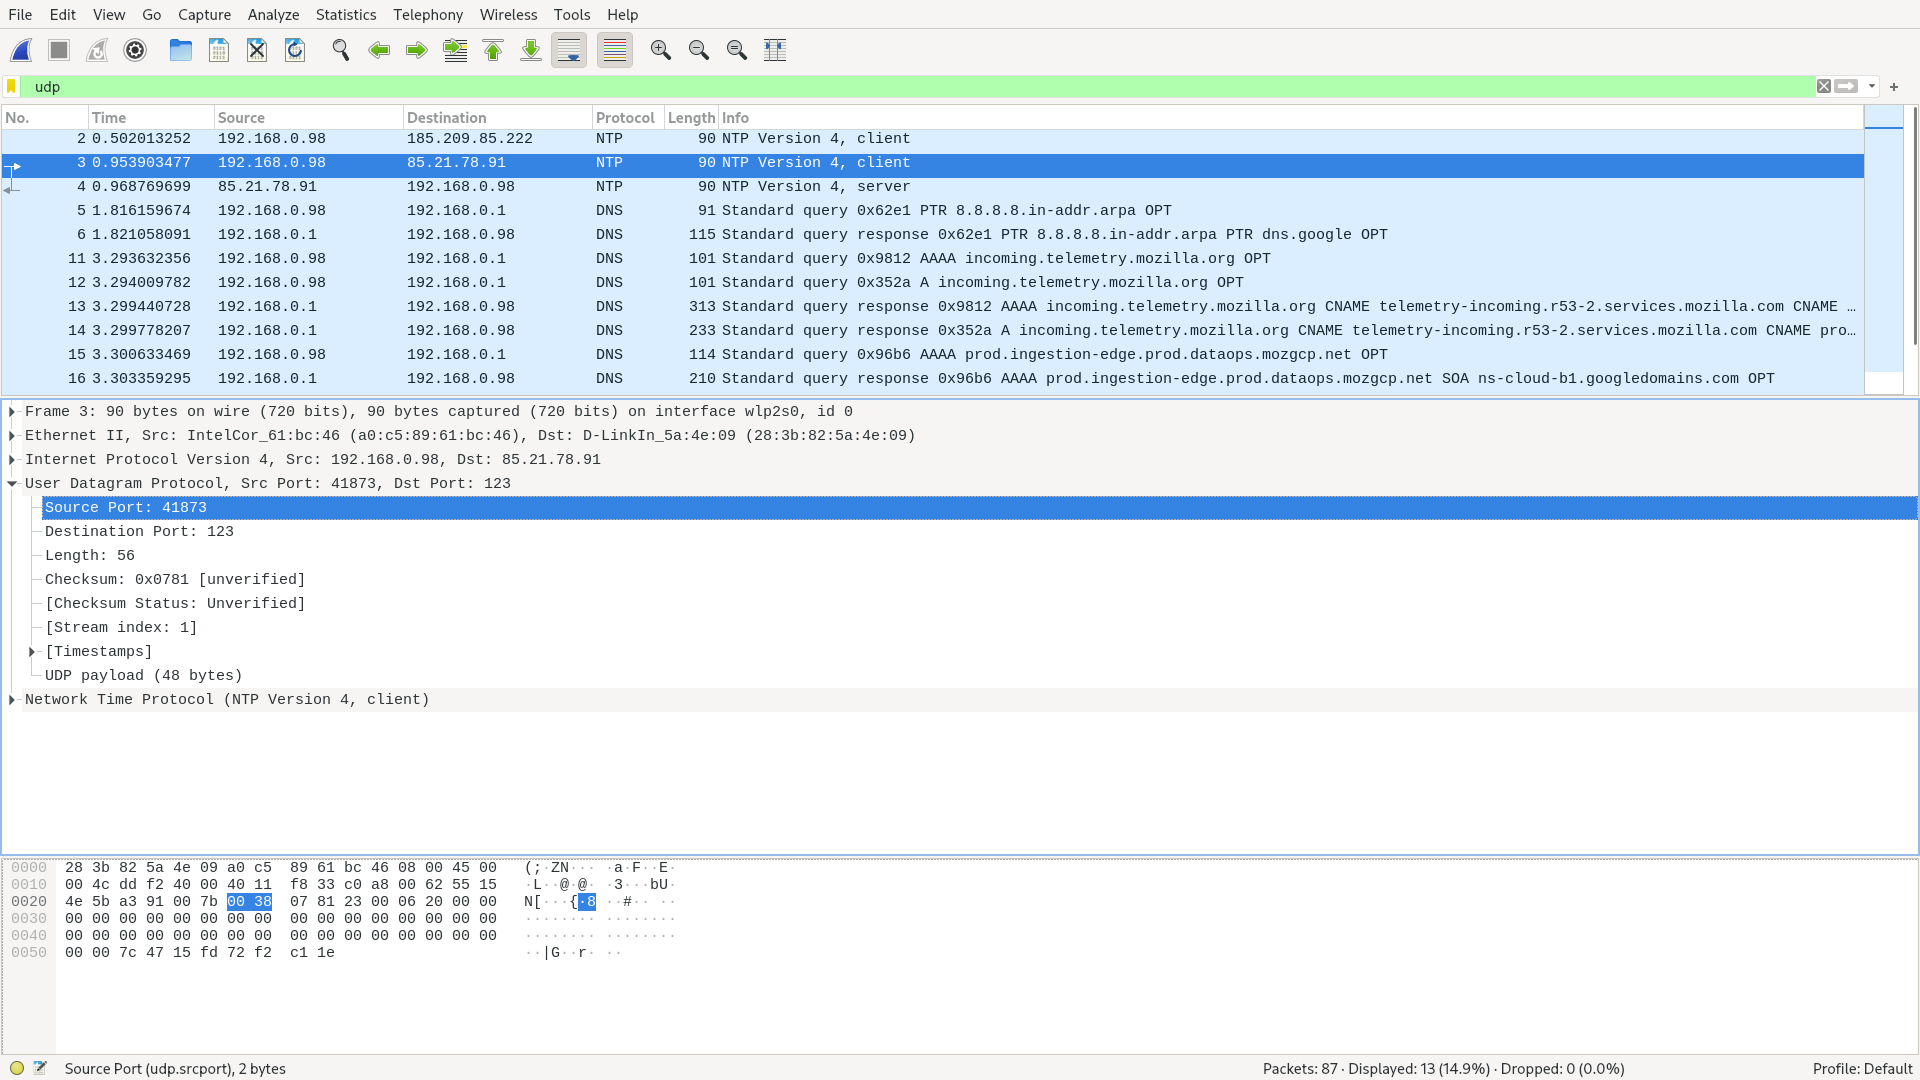 File Edit View Go Capture Analyze Statistics Telephony Wireless Tools Help
udp
No. Time Source Destination Protocol Length Info
2 0.502013252 192.168.0.98 185.209.85.222 NTP 90 NTP Version 4, client
3 0.953903477 192.168.0.98 85.21.78.91 NTP 90 NTP Version 4, client
4 0.968769699 85.21.78.91 192.168.0.98 NTP 90 NTP Version 4, server
5 1.816159674 192.168.0.98 192.168.0.1 DNS 91 Standard query 0x62e1 PTR 8.8.8.8.in-addr.arpa OPT
6 1.821058091 192.168.0.1 192.168.0.98 DNS 115 Standard query response 0x62e1 PTR 8.8.8.8.in-addr.arpa PTR dns.google OPT
11 3.293632356 192.168.0.98 192.168.0.1 DNS 101 Standard query 0x9812 AAAA incoming.telemetry.mozilla.org OPT
12 3.294009782 192.168.0.98 192.168.0.1 DNS 101 Standard query 0x352a A incoming.telemetry.mozilla.org OPT
13 3.299440728 192.168.0.1 192.168.0.98 DNS 313 Standard query response 0x9812 AAAA incoming.telemetry.mozilla.org CNAME telemetry-incoming.r53-2.services.mozilla.com CNAME …
14 3.299778207 192.168.0.1 192.168.0.98 DNS 233 Standard query response 0x352a A incoming.telemetry.mozilla.org CNAME telemetry-incoming.r53-2.services.mozilla.com CNAME pro…
15 3.300633469 192.168.0.98 192.168.0.1 DNS 114 Standard query 0x96b6 AAAA prod.ingestion-edge.prod.dataops.mozgcp.net OPT
16 3.303359295 192.168.0.1 192.168.0.98 DNS 210 Standard query response 0x96b6 AAAA prod.ingestion-edge.prod.dataops.mozgcp.net SOA ns-cloud-b1.googledomains.com OPT
Frame 3: 90 bytes on wire (720 bits), 90 bytes captured (720 bits) on interface wlp2s0, id 0
Ethernet II, Src: IntelCor_61:bc:46 (a0:c5:89:61:bc:46), Dst: D-LinkIn_5a:4e:09 (28:3b:82:5a:4e:09)
Internet Protocol Version 4, Src: 192.168.0.98, Dst: 85.21.78.91
User Datagram Protocol, Src Port: 41873, Dst Port: 123
Source Port: 41873
Destination Port: 123
Length: 56
Checksum: 0x0781 [unverified]
[Checksum Status: Unverified]
[Stream index: 1]
[Timestamps]
UDP payload (48 bytes)
Network Time Protocol (NTP Version 4, client)
0000 28 3b 82 5a 4e 09 a0 c5 89 61 bc 46 08 00 45 00 (;·ZN··· ·a·F··E·
0010 00 4c dd f2 40 00 40 11 f8 33 c0 a8 00 62 55 15 ·L··@·@· ·3···bU·
0020 4e 5b a3 91 00 7b 00 38 07 81 23 00 06 20 00 00 N[···{·8 ··#·· ··
0030 00 00 00 00 00 00 00 00 00 00 00 00 00 00 00 00 ········ ········
0040 00 00 00 00 00 00 00 00 00 00 00 00 00 00 00 00 ········ ········
0050 00 00 7c 47 15 fd 72 f2 c1 1e ··|G··r· ··
Source Port (udp.srcport), 2 bytes Packets: 87 · Displayed: 13 (14.9%) · Dropped: 0 (0.0%) Profile: Default